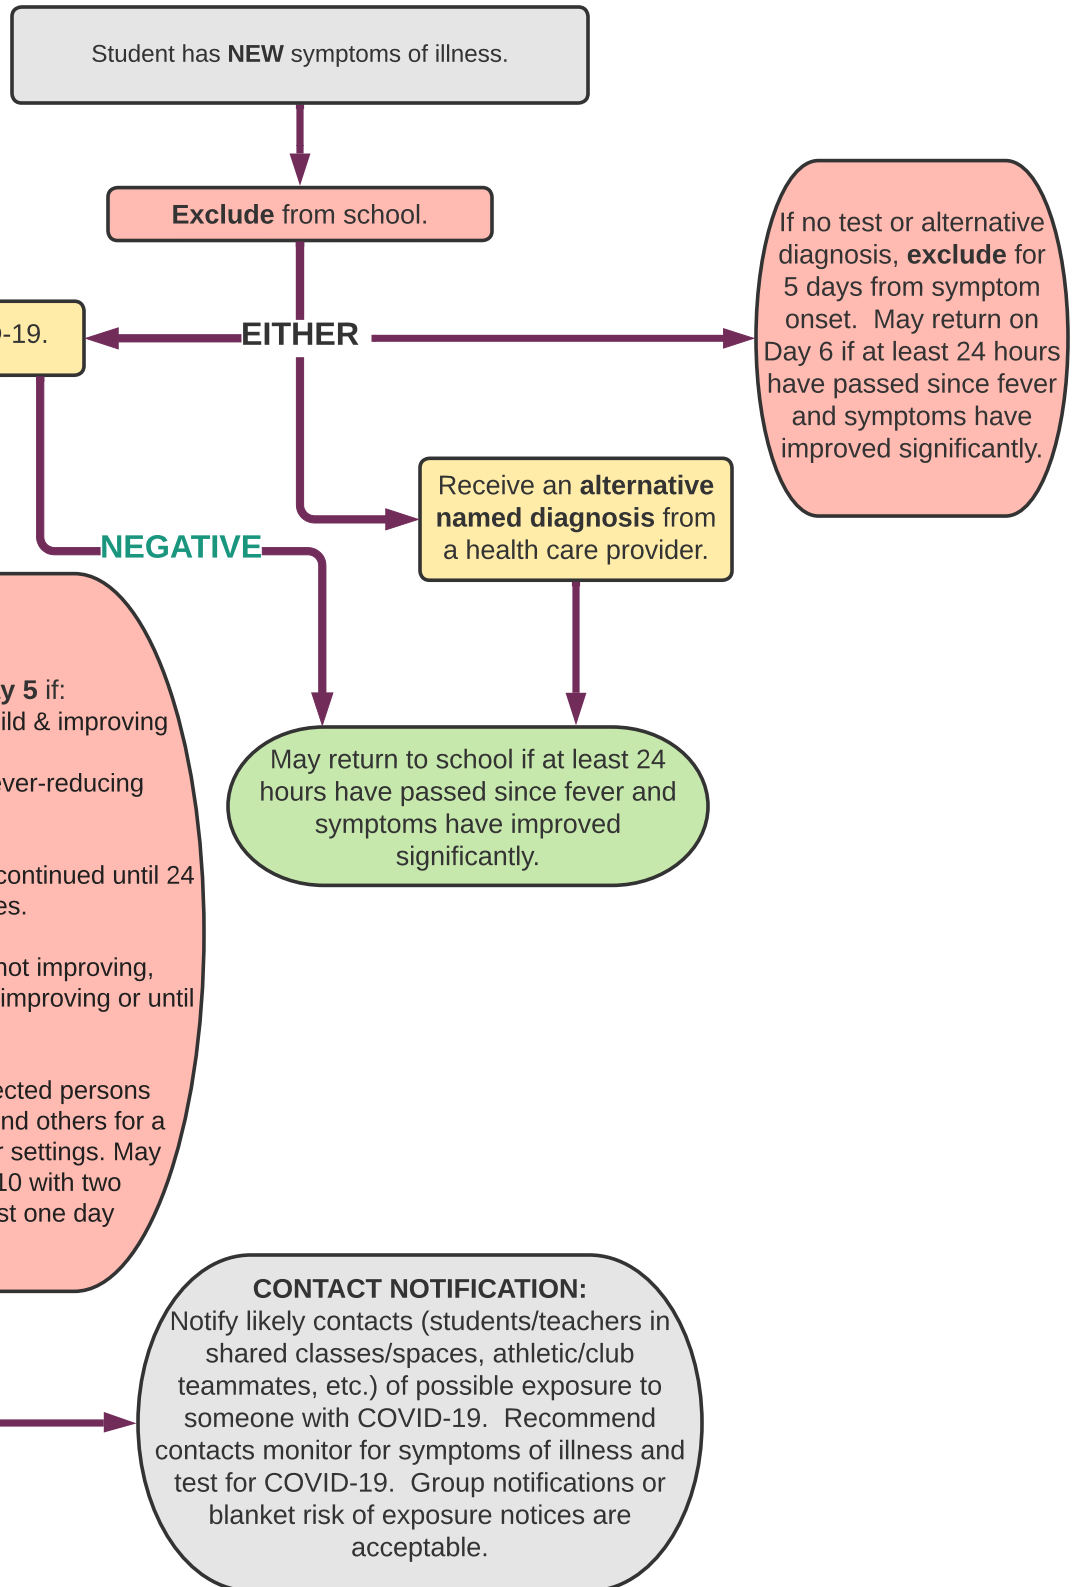 Student has NEW symptoms of illness.
Exclude from school.
If no test or alternative
diagnosis, exclude for
5 days from symptom
onset.  May return on
Day 6 if at least 24 hours
have passed since fever
and symptoms have
improved significantly.
-19.
EITHER
Receive an alternative
named diagnosis from
a health care provider.
NEGATIVE
y 5 if:
ild & improving
ever-reducing
continued until 24
es.
not improving,
improving or until
ected persons
nd others for a
r settings. May
10 with two
st one day
May return to school if at least 24
hours have passed since fever and
symptoms have improved
significantly.
CONTACT NOTIFICATION:
Notify likely contacts (students/teachers in
shared classes/spaces, athletic/club
teammates, etc.) of possible exposure to
someone with COVID-19.  Recommend
contacts monitor for symptoms of illness and
test for COVID-19.  Group notifications or
blanket risk of exposure notices are
acceptable.